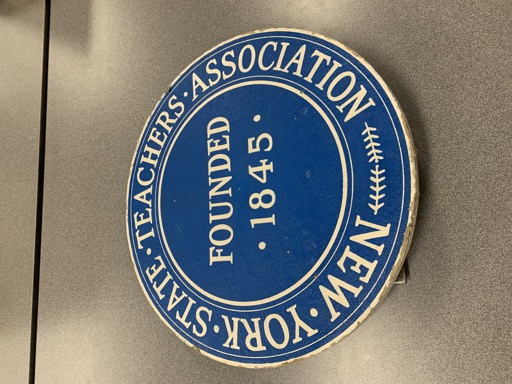 NEW · YORK · STATE · TEACHERS · ASSOCIATION
FOUNDED
· 1845 ·